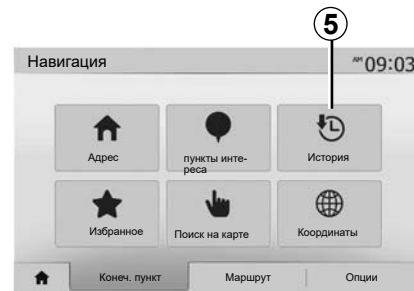 5
Навигация AM 09:03
Адрес
пункты инте-
реса
История
Избранное
Поиск на карте
Координаты
Конеч. пункт Маршрут Опции